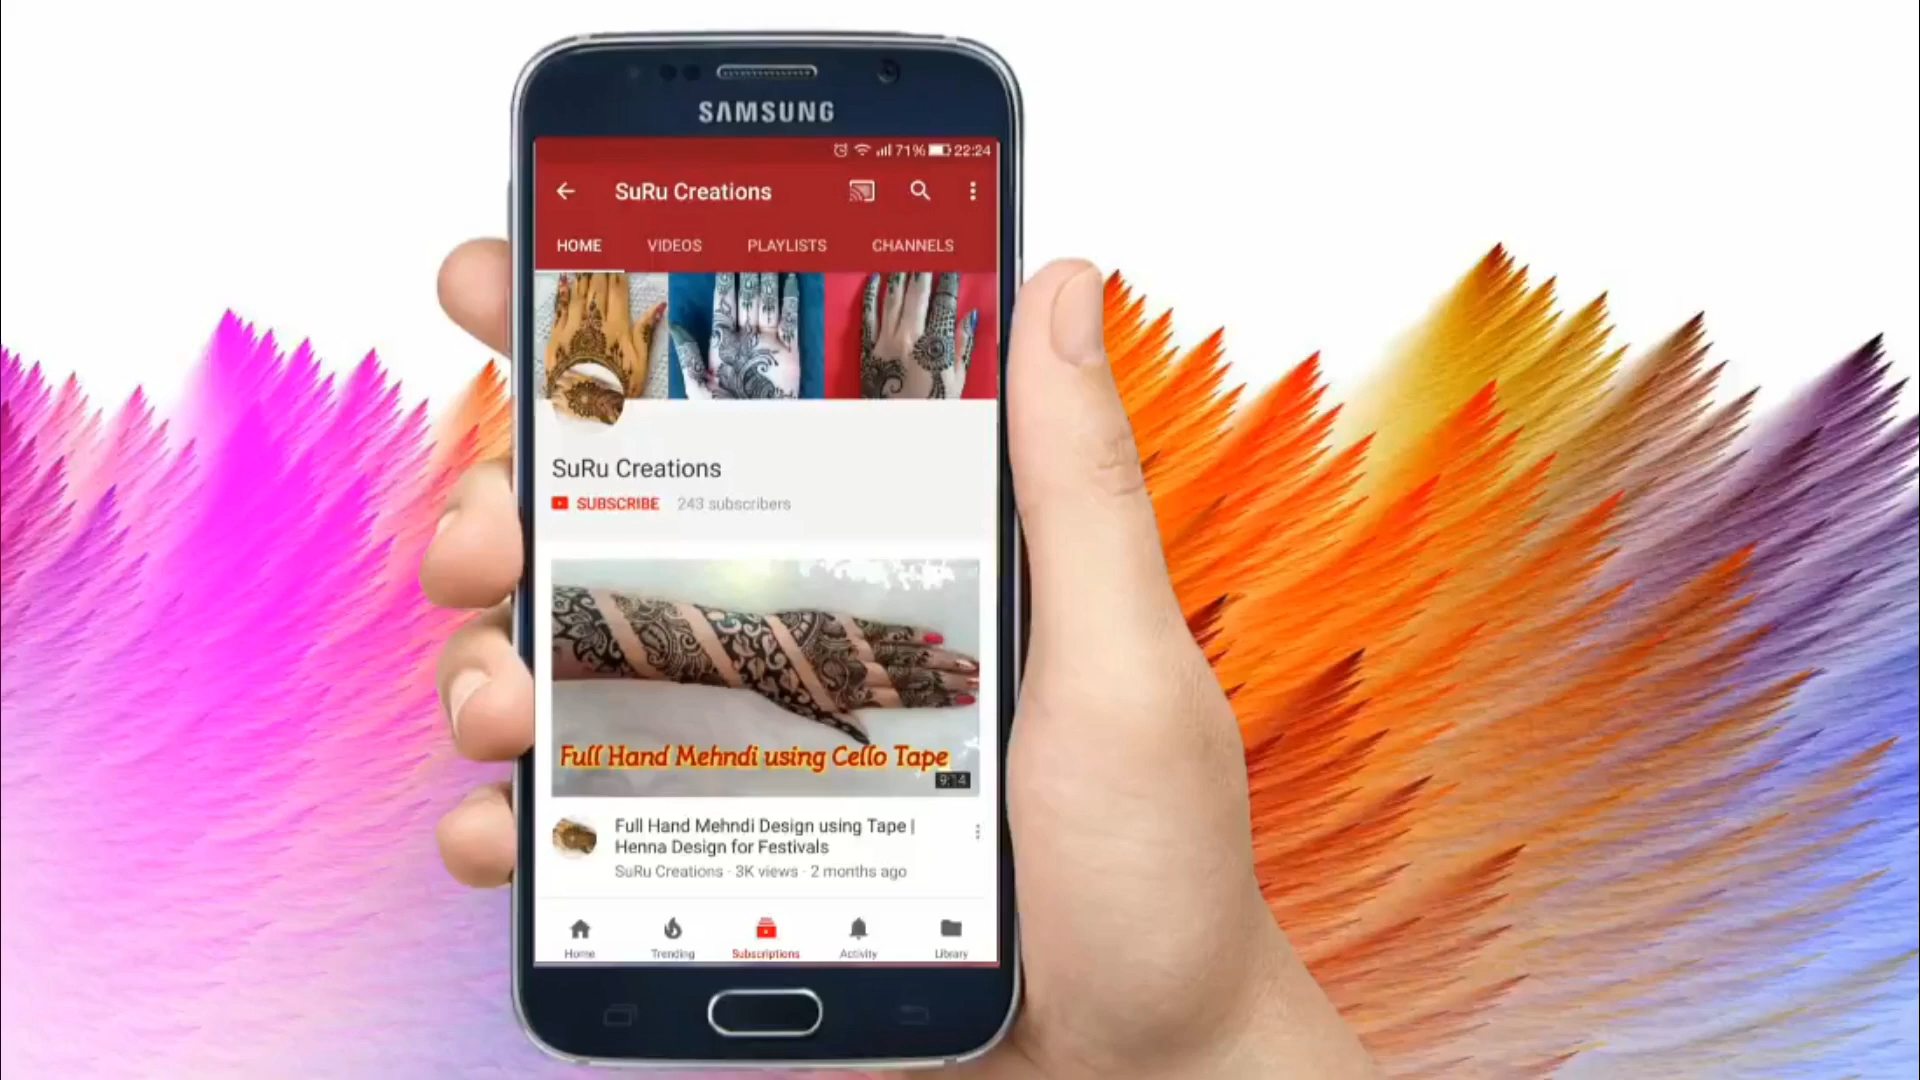 SAMSUNG
71% 22:24
SuRu Creations
HOME VIDEOS PLAYLISTS CHANNELS
SuRu Creations
SUBSCRIBE 243 subscribers
Full Hand Mehndi using Cello Tape
9:14
Full Hand Mehndi Design using Tape |
Henna Design for Festivals
SuRu Creations · 3K views · 2 months ago
Home Trending Subscriptions Activity Library